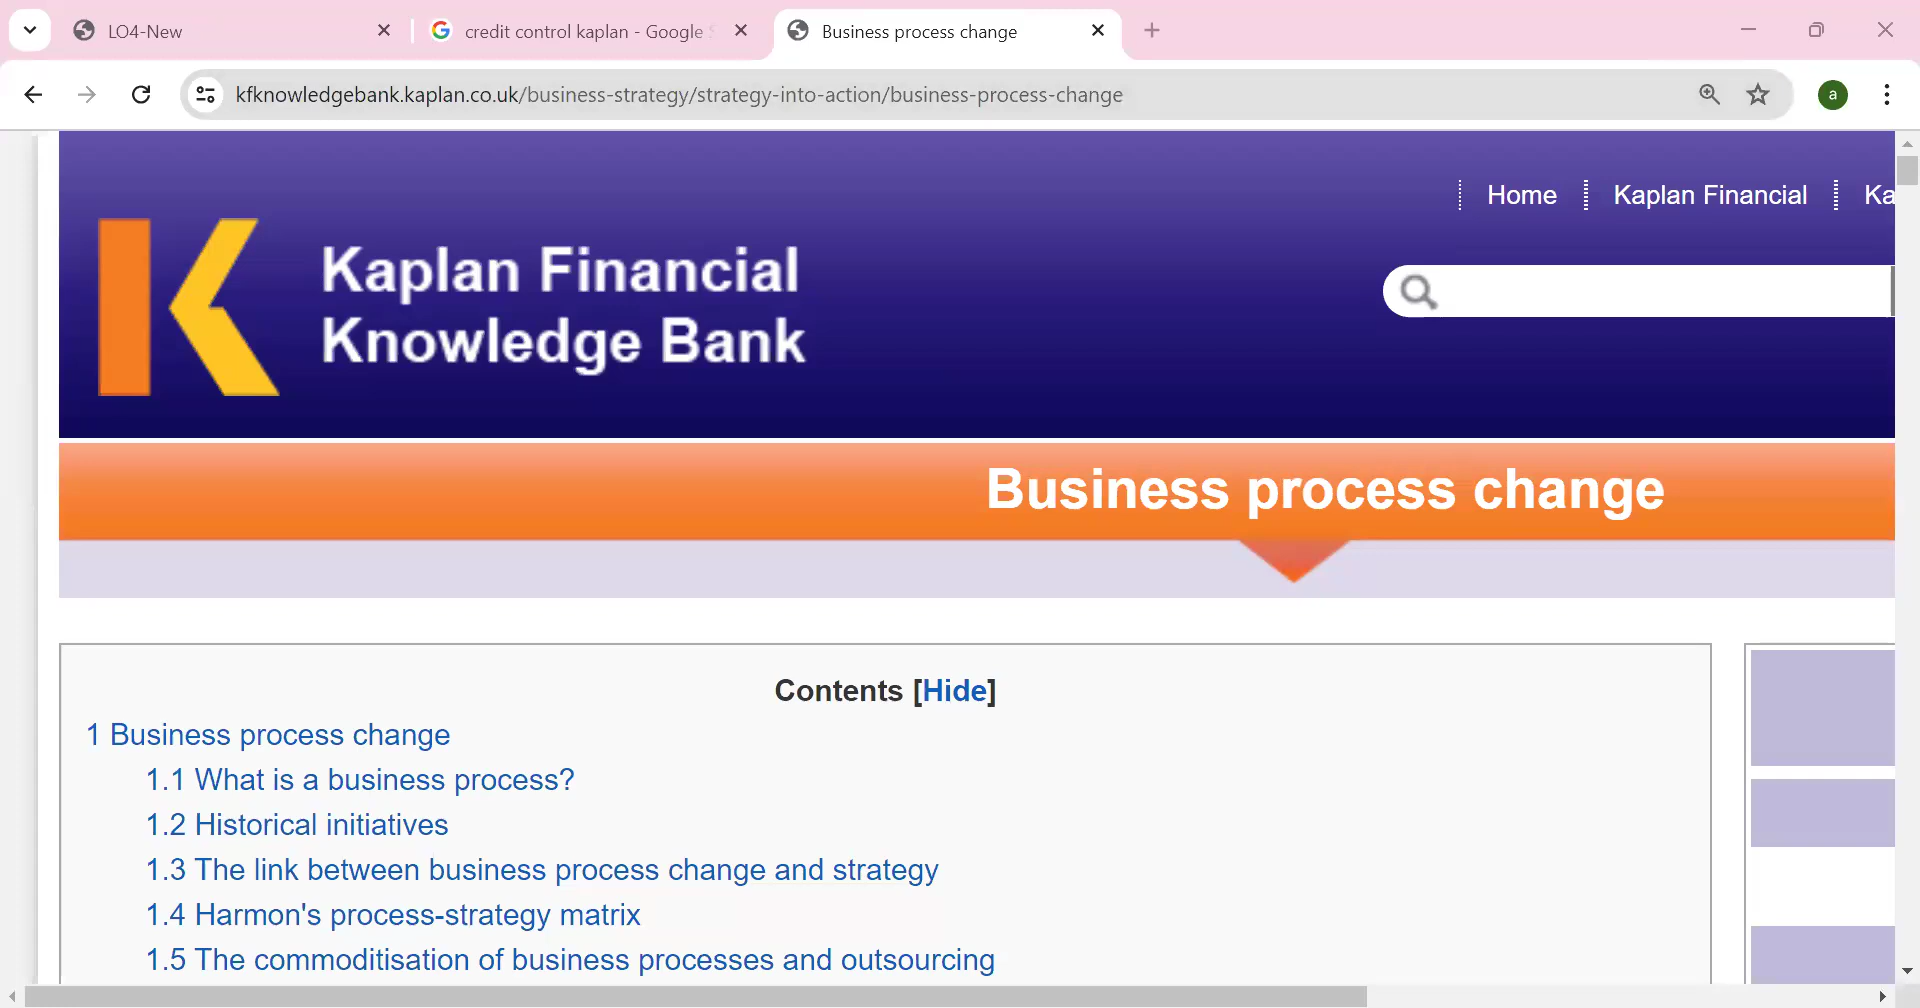 LO4-New
credit control kaplan - Google
Business process change
kfknowledgebank.kaplan.co.uk/business-strategy/strategy-into-action/business-process-change
a
Home
Kaplan Financial
Ka
Kaplan Financial
Knowledge Bank
Business process change
Contents [Hide]
1 Business process change
1.1 What is a business process?
1.2 Historical initiatives
1.3 The link between business process change and strategy
1.4 Harmon's process-strategy matrix
1.5 The commoditisation of business processes and outsourcing